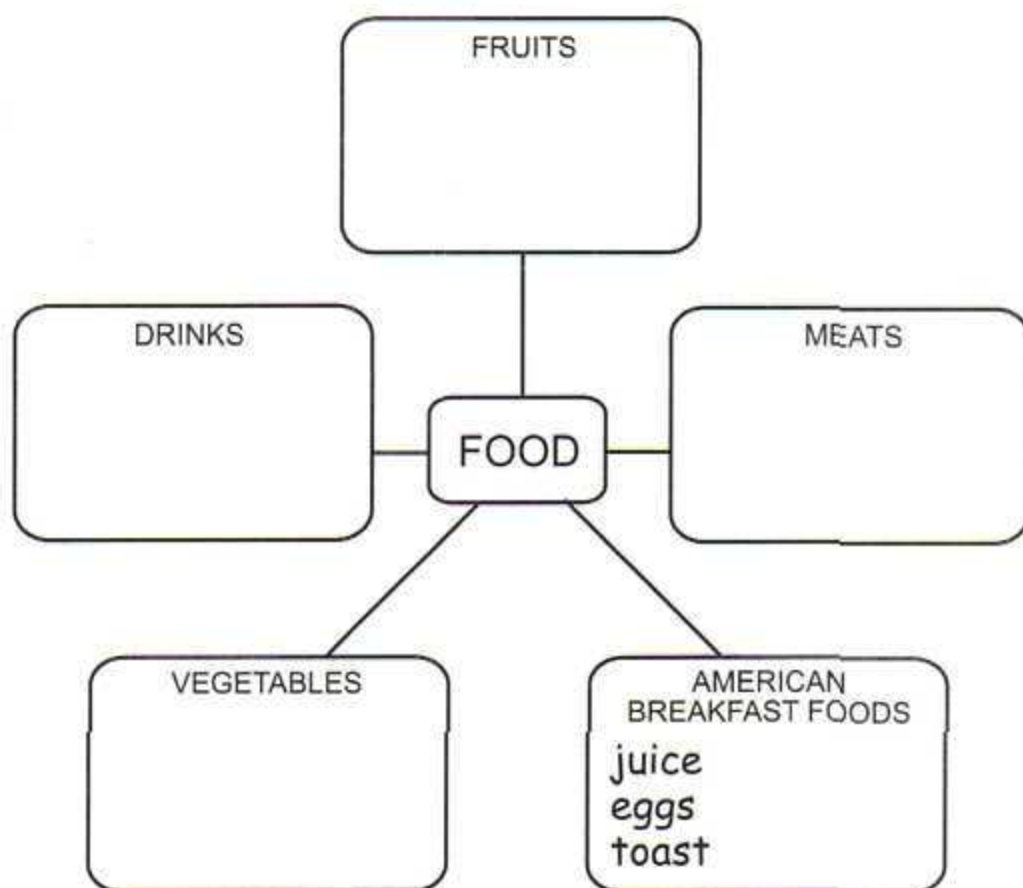 FRUITS
DRINKS
MEATS
FOOD
VEGETABLES
AMERICAN
BREAKFAST FOODS
juice
eggs
toast